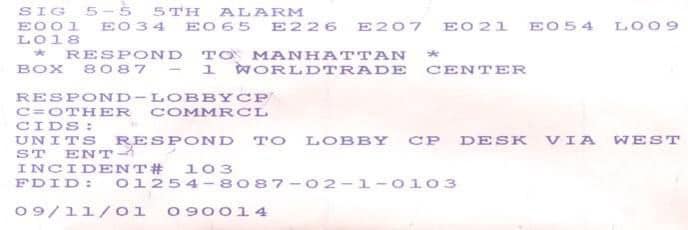 SIG 5-5 5TH ALARM
E001 E034 E065 E226 E207 E021 E054 L009
L018
* RESPOND TO MANHATTAN *
BOX 8087 - 1 WORLDTRADE CENTER
RESPOND-LOBBYCP
C=OTHER COMMRCL
CIDS:
UNITS RESPOND TO LOBBY CP DESK VIA WEST
ST ENT-
INCIDENT# 103
FDID: 01254-8087-02-1-0103
09/11/01 090014